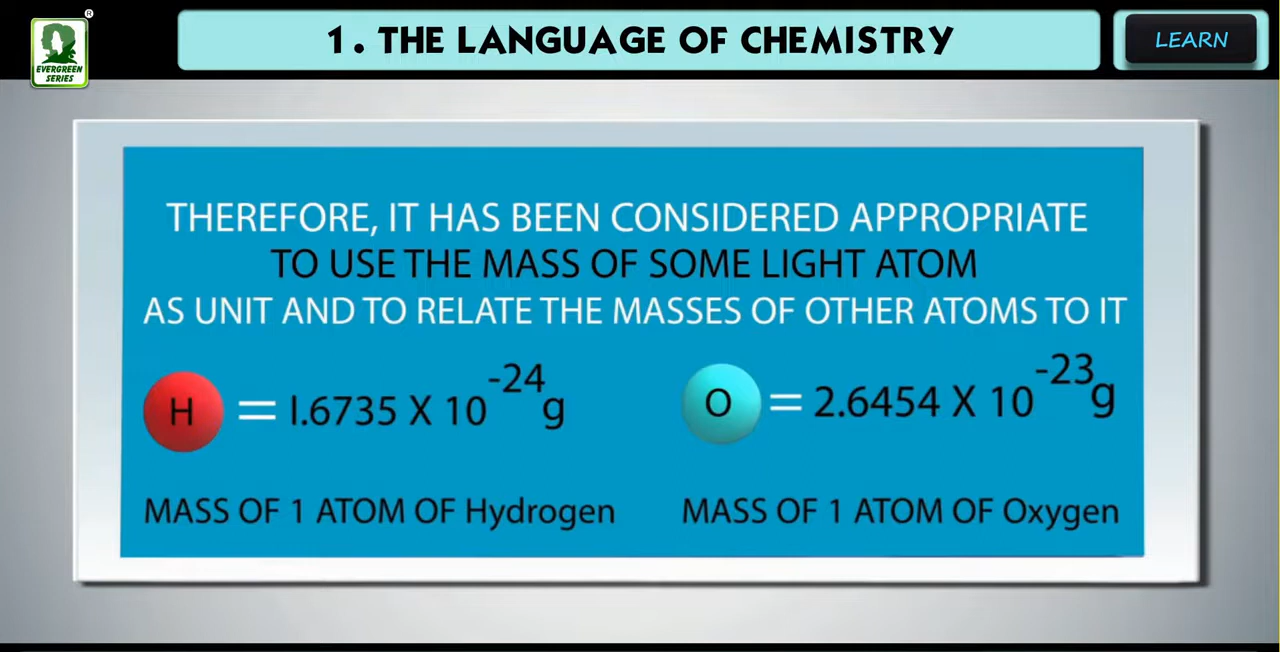 ®
EVERGREEN
SERIES
1. THE LANGUAGE OF CHEMISTRY
LEARN
THEREFORE, IT HAS BEEN CONSIDERED APPROPRIATE
TO USE THE MASS OF SOME LIGHT ATOM
AS UNIT AND TO RELATE THE MASSES OF OTHER ATOMS TO IT
H = 1.6735 X 10⁻²⁴g
O = 2.6454 X 10⁻²³g
MASS OF 1 ATOM OF Hydrogen
MASS OF 1 ATOM OF Oxygen